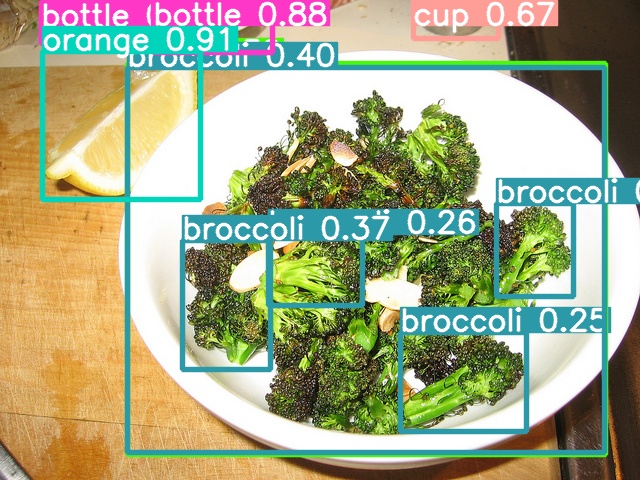 bottle (bottle 0.88
cup 0.67
orange 0.91
broccoli 0.40
broccoli 0
broccoli 0.37 0.26
broccoli 0.25